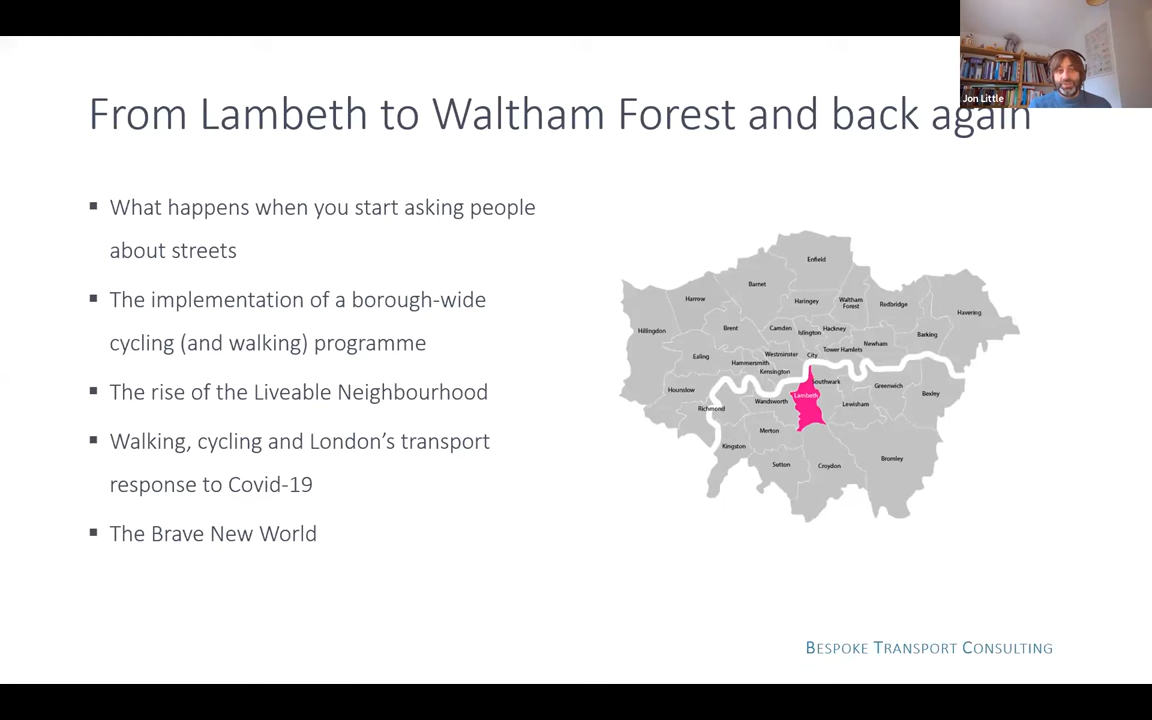 Jon Little
From Lambeth to Waltham Forest and back again
What happens when you start asking people
about streets
The implementation of a borough-wide
cycling (and walking) programme
The rise of the Liveable Neighbourhood
Walking, cycling and London’s transport
response to Covid-19
The Brave New World
Enfield
Barnet
Harrow
Haringey
Waltham
Forest
Redbridge
Havering
Hillingdon
Brent
Camden
Islington
Hackney
Barking
Newham
Ealing
Westminster
City
Tower Hamlets
Hammersmith
Kensington
Southwark
Hounslow
Greenwich
Bexley
Lambeth
Wandsworth
Lewisham
Richmond
Merton
Kingston
Sutton
Croydon
Bromley
BESPOKE TRANSPORT CONSULTING